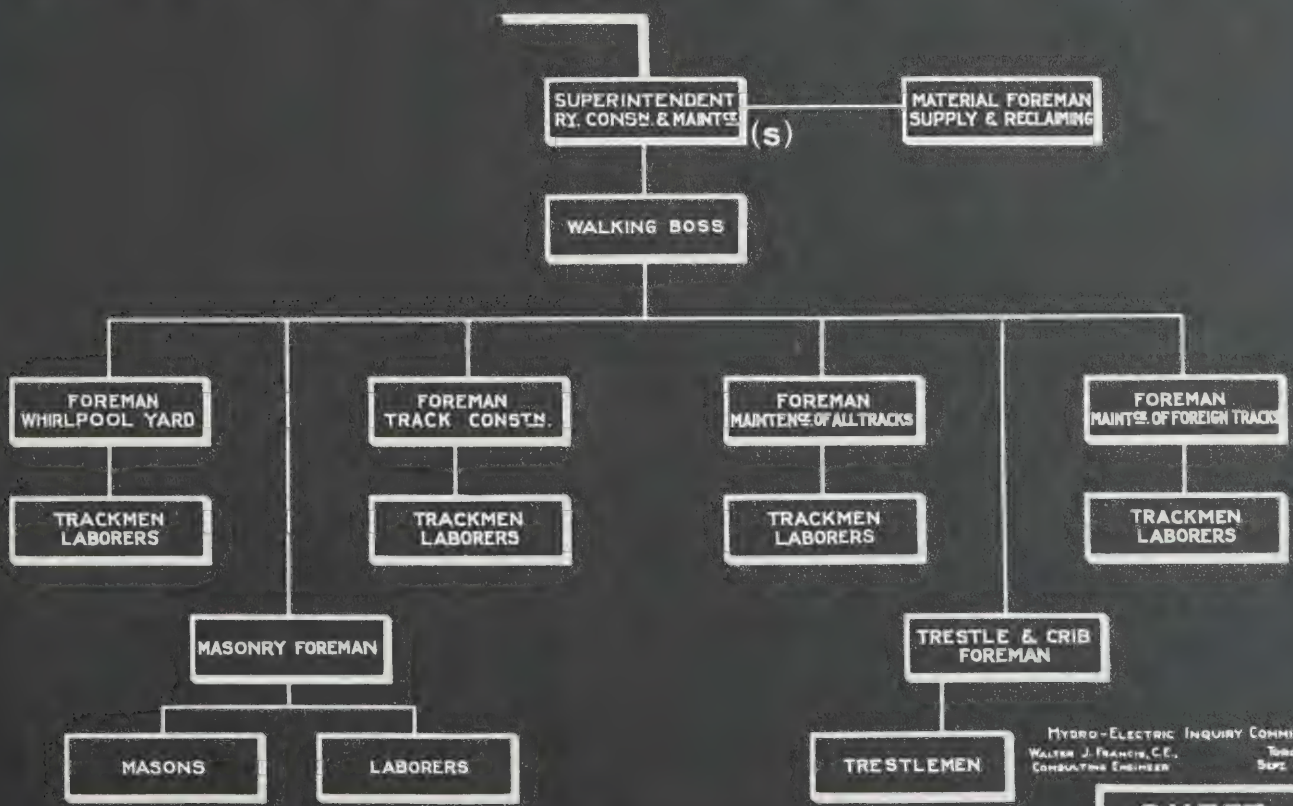 SUPERINTENDENT
RY. CONSN. & MAINTCE.
(s)
MATERIAL FOREMAN
SUPPLY & RECLAIMING
WALKING BOSS
FOREMAN
WHIRLPOOL YARD
FOREMAN
TRACK CONSTN.
FOREMAN
MAINTENCE. OF ALL TRACKS
FOREMAN
MAINTCE. OF FOREIGN TRACKS
TRACKMEN
LABORERS
TRACKMEN
LABORERS
TRACKMEN
LABORERS
TRACKMEN
LABORERS
MASONRY FOREMAN
TRESTLE & CRIB
FOREMAN
MASONS
LABORERS
TRESTLEMEN
HYDRO-ELECTRIC INQUIRY
WALTER J. FRANCIS, C.E.,
CONSULTING ENGINEER
SEPT